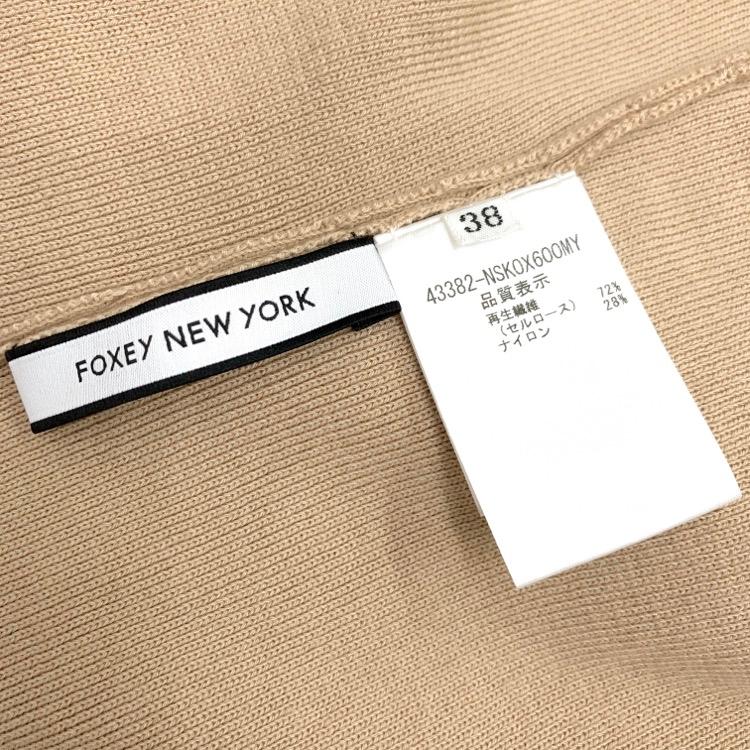 FOXEY NEW YORK
38
43382-NSK0X600MY
品質表示
再生繊維 72%
(セルロース) 28%
ナイロン